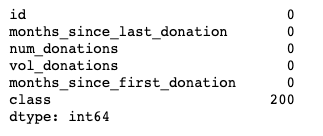 id                            0
months_since_last_donation    0
num_donations                 0
vol_donations                 0
months_since_first_donation   0
class                       200
dtype: int64